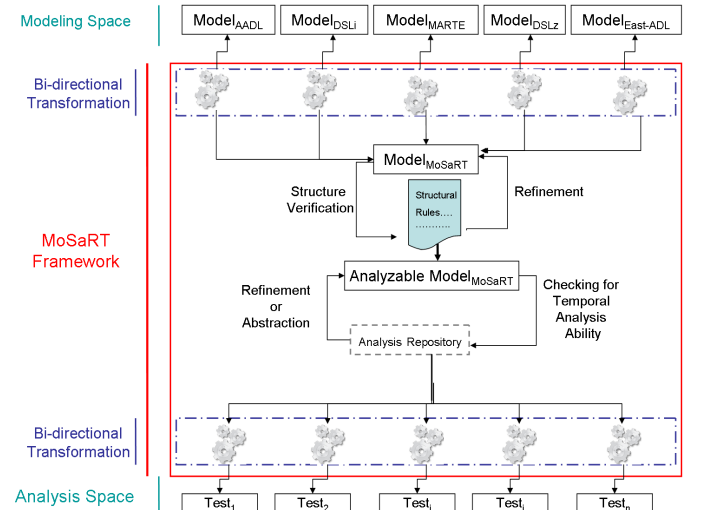 Modeling Space
ModelAADL
ModelDSLi
ModelMARTE
ModelDSLz
ModelEast-ADL
Bi-directional
Transformation
ModelMoSaRT
Structure
Verification
Structural
Rules....
...........
Refinement
MoSaRT
Framework
Analyzable ModelMoSaRT
Refinement
or
Abstraction
Checking for
Temporal
Analysis
Ability
Analysis Repository
Bi-directional
Transformation
Analysis Space
Test1
Test2
Testi
Testj
Testn